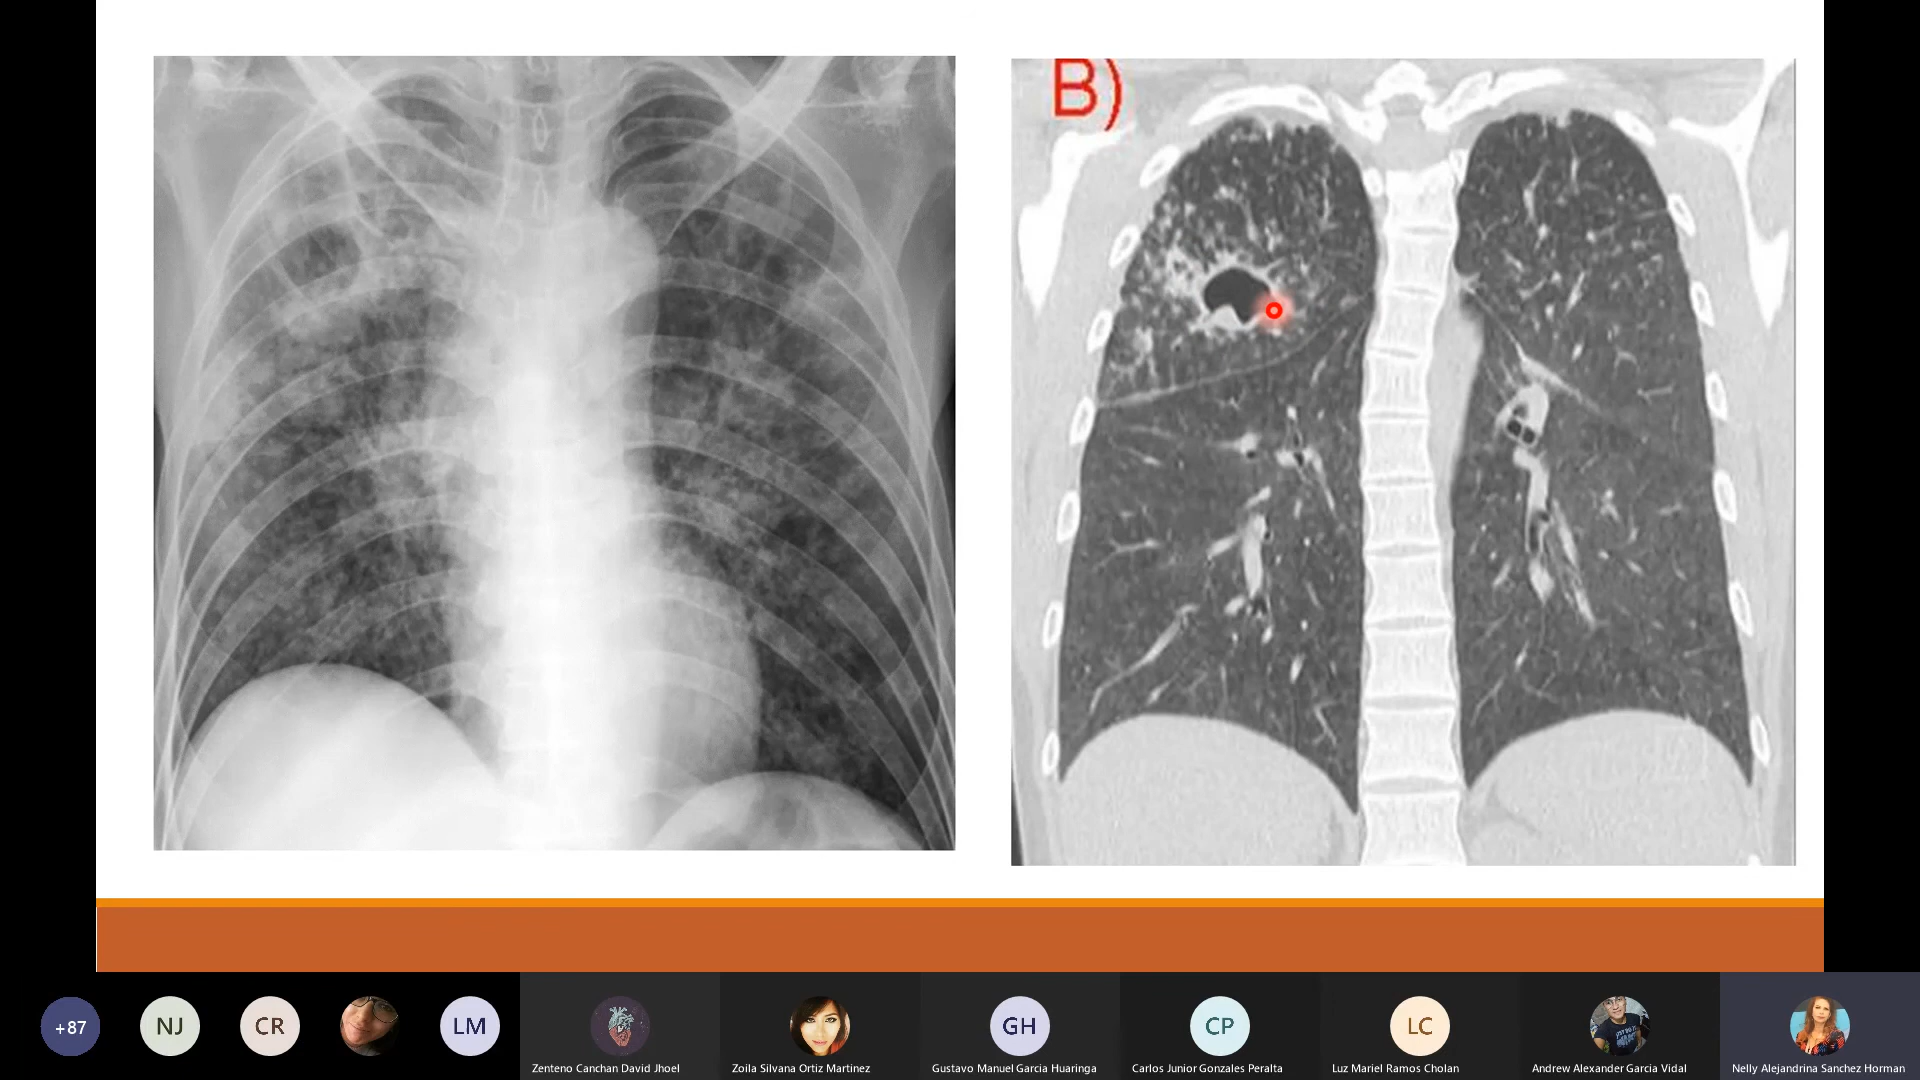 B)
+87
NJ
CR
LM
GH
CP
LC
Zenteno Canchan David Jhoel
Zoila Silvana Ortiz Martinez
Gustavo Manuel Garcia Huaringa
Carlos Junior Gonzales Peralta
Luz Mariel Ramos Cholan
Andrew Alexander Garcia Vidal
Nelly Alejandrina Sanchez Horman